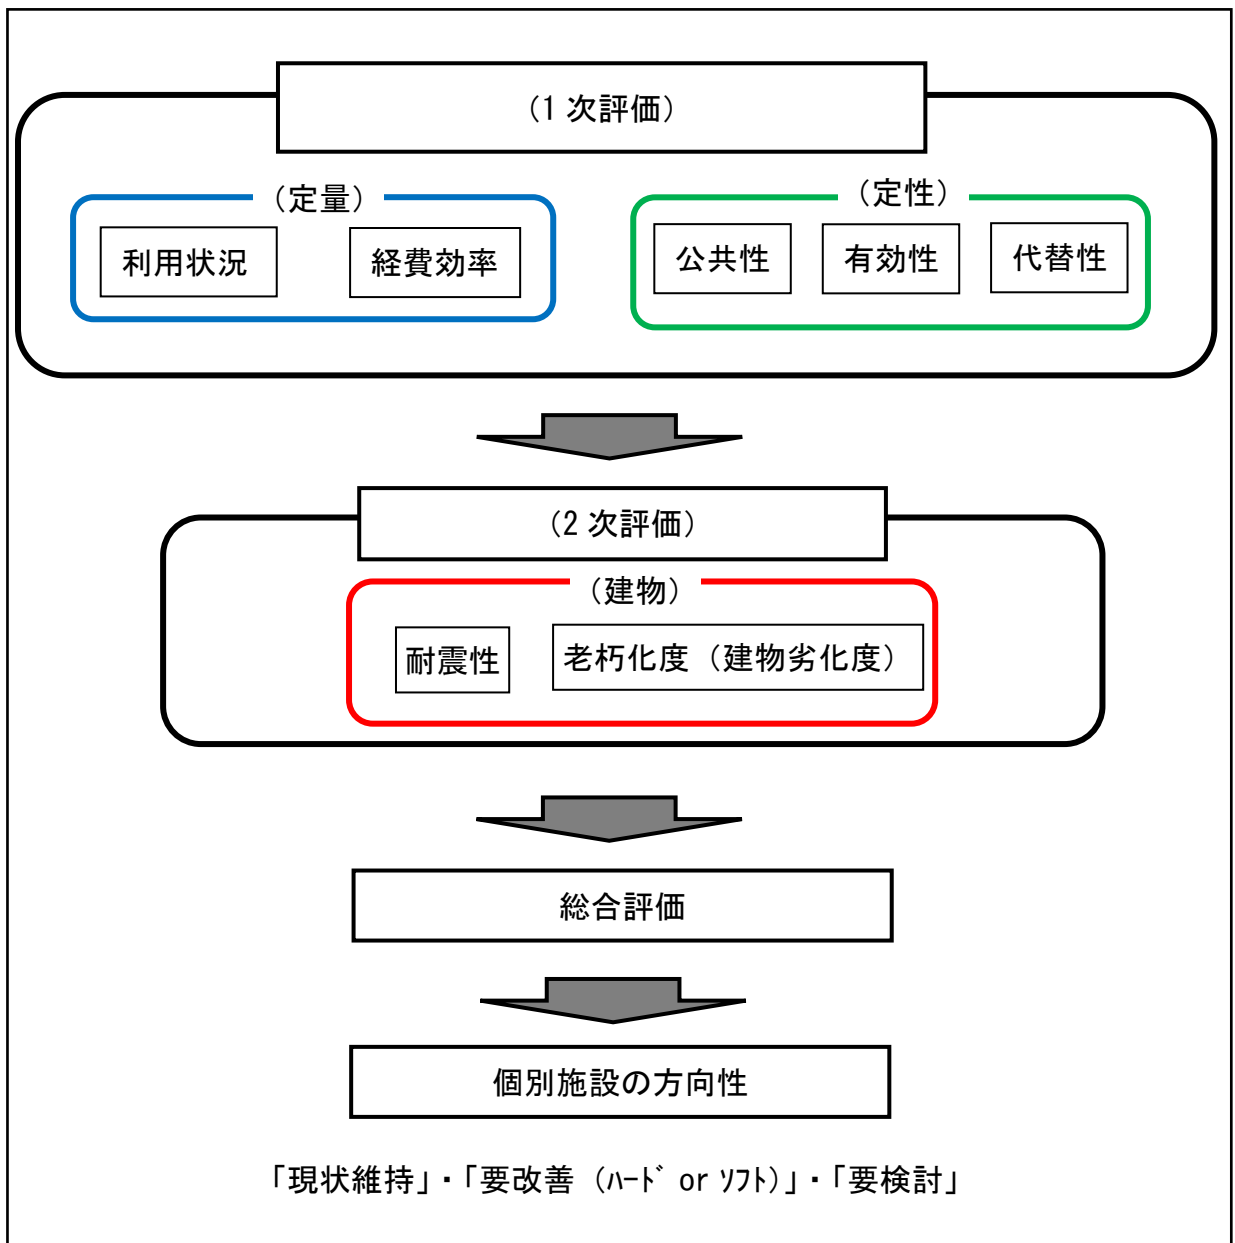 （1 次評価）
（定量）
（定性）
利用状況
経費効率
公共性
有効性
代替性
（2 次評価）
（建物）
耐震性
老朽化度（建物劣化度）
総合評価
個別施設の方向性
「現状維持」・「要改善（ﾊｰﾄﾞ or ｿﾌﾄ）」・「要検討」